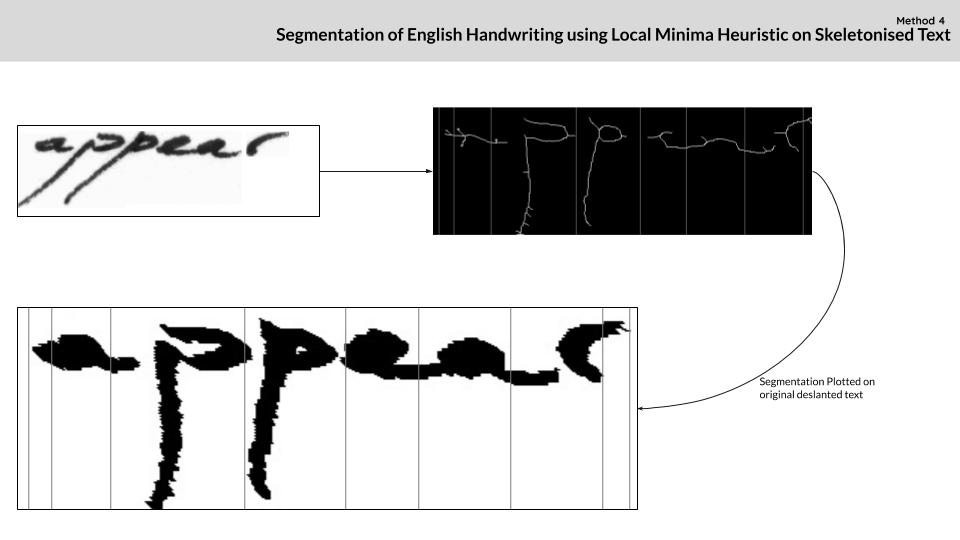 Method 4
Segmentation of English Handwriting using Local Minima Heuristic on Skeletonised Text
appear
Segmentation Plotted on
original deslanted text
appear